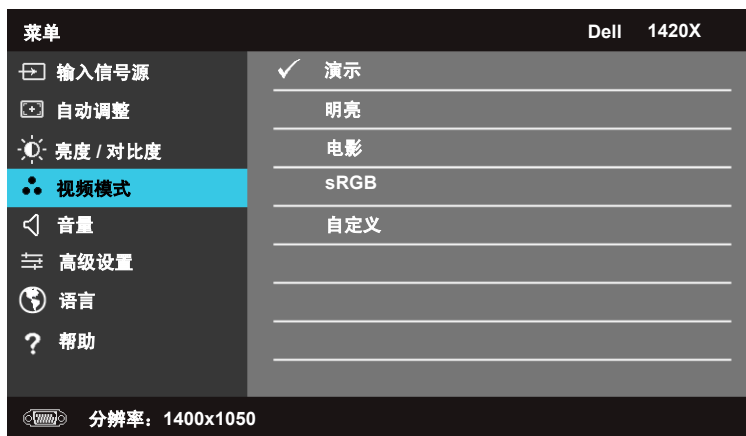 菜单
Dell 1420X
输入信号源
自动调整
亮度 / 对比度
视频模式
音量
高级设置
语言
? 帮助
演示
明亮
电影
sRGB
自定义
分辨率：1400x1050